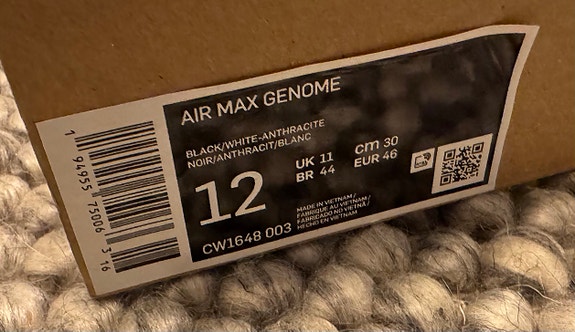 AIR MAX GENOME
BLACK/WHITE-ANTHRACITE
NOIR/ANTHRACIT/BLANC
12
UK 11
BR 44
cm 30
EUR 46
MADE IN VIETNAM/
FABRIQUE AU VIETNAM/
FABRICADO NO VIETNÃ/
HECHO EN VIETNAM
CW1648 003
1 94955 75006 3 16